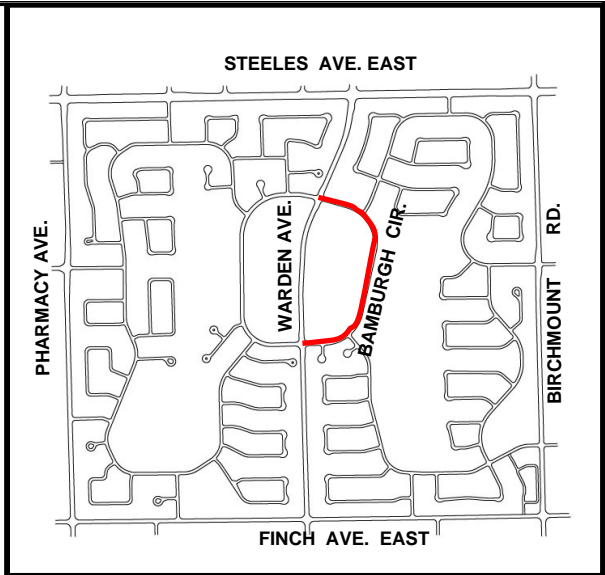 STEELES AVE. EAST
PHARMACY AVE.
WARDEN AVE.
BAMBURGH CIR.
BIRCHMOUNT RD.
FINCH AVE. EAST